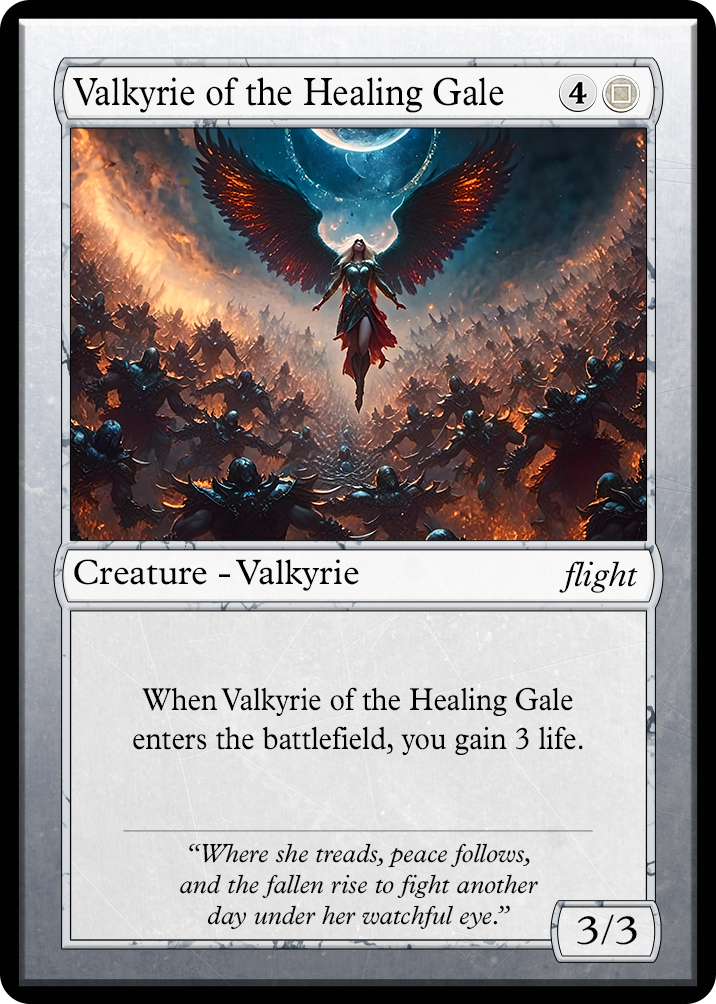 Valkyrie of the Healing Gale 4
Creature - Valkyrie flight
When Valkyrie of the Healing Gale
enters the battlefield, you gain 3 life.
“Where she treads, peace follows,
and the fallen rise to fight another
day under her watchful eye.”
3/3